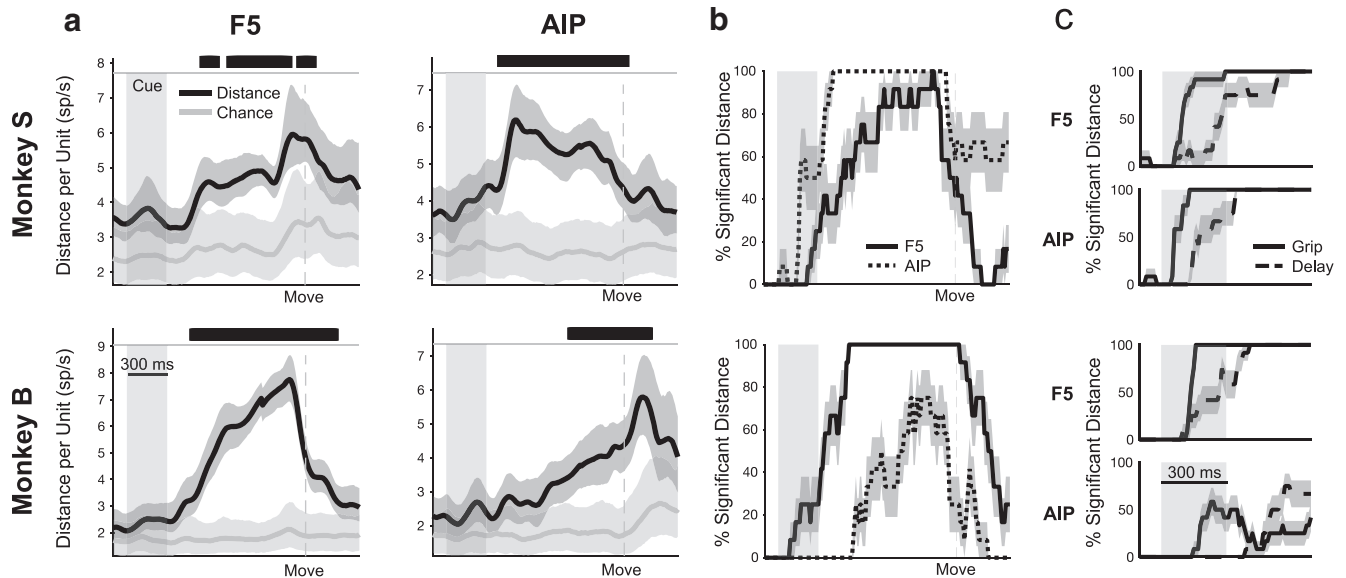 a
F5
AIP
b
c
Monkey S
Distance per Unit (sp/s)
8
7
6
5
4
3
2
Cue
Distance
Chance
Move
7
6
5
4
3
2
Move
% Significant Distance
100
80
60
40
20
0
F5
AIP
Move
F5
100
50
0
AIP
% Significant Distance
100
50
0
Grip
Delay
Monkey B
Distance per Unit (sp/s)
9
8
7
6
5
4
3
2
300 ms
Move
7
6
5
4
3
2
Move
% Significant Distance
100
80
60
40
20
0
Move
F5
100
50
0
AIP
% Significant Distance
100
50
0
300 ms